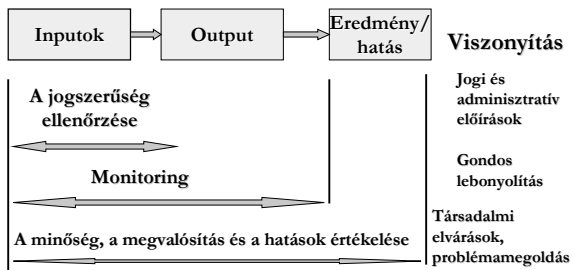 Inputok
Output
Eredmény/
hatás
Viszonyítás
A jogszerűség
ellenőrzése
Jogi és
adminisztratív
előírások
Monitoring
Gondos
lebonyolítás
A minőség, a megvalósítás és a hatások értékelése
Társadalmi
elvárások,
problémamegoldás